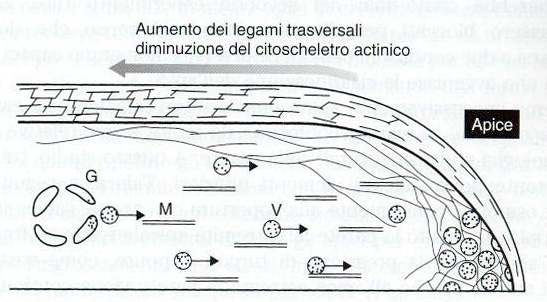 Aumento dei legami trasversali
diminuzione del citoscheletro actinico
Apice
G
M
V